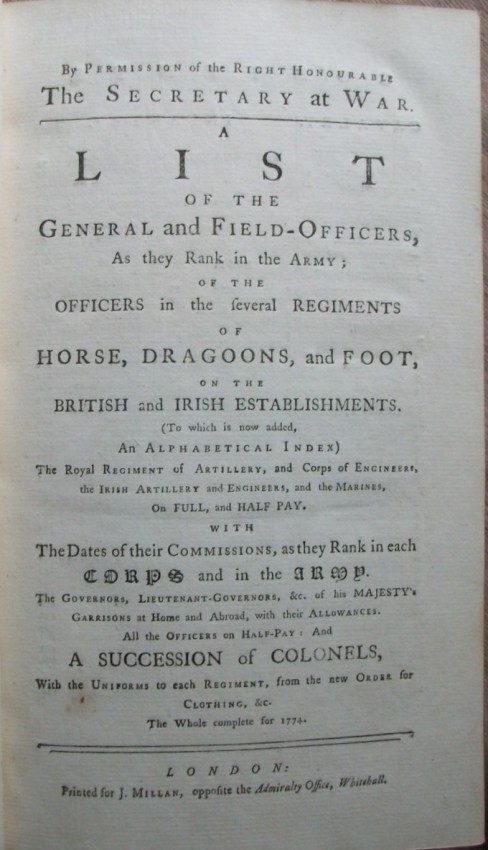 By PERMISSION of the RIGHT HONOURABLE
The SECRETARY at WAR.
A
LIST
OF THE
GENERAL and FIELD-OFFICERS,
As they Rank in the ARMY;
OF THE
OFFICERS in the ſeveral REGIMENTS
OF
HORSE, DRAGOONS, and FOOT,
ON THE
BRITISH and IRISH ESTABLISHMENTS.
(To which is now added,
An ALPHABETICAL INDEX)
The Royal REGIMENT of ARTILLERY, and Corps of ENGINEERS,
the IRISH ARTILLERY and ENGINEERS, and the MARINES,
On FULL, and HALF PAY.
WITH
The Dates of their COMMISSIONS, as they Rank in each
CORPS and in the ARMY.
The GOVERNORS, LIEUTENANT-GOVERNORS, &c. of his MAJESTY's
GARRISONS at Home and Abroad, with their ALLOWANCES.
All the OFFICERS on HALF-PAY: And
A SUCCESSION of COLONELS,
With the UNIFORMS to each REGIMENT, from the new ORDER for
CLOTHING, &c.
The Whole complete for 1774.
LONDON:
Printed for J. MILLAN, oppoſite the Admiralty Office, Whitehall.